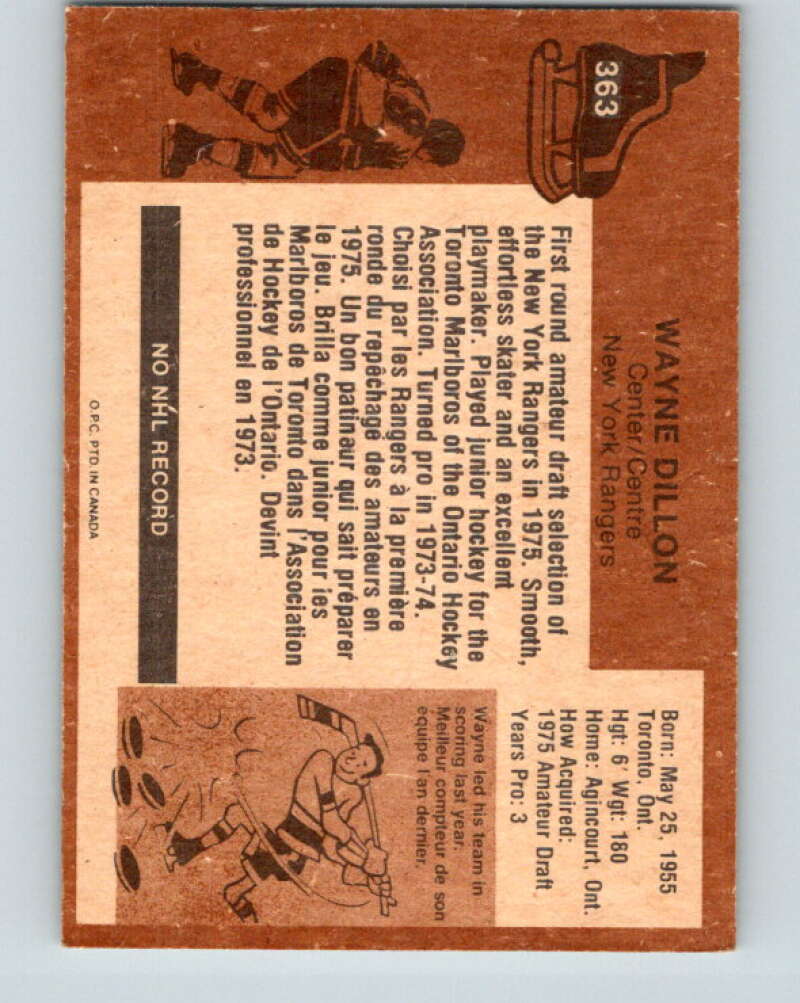 363
WAYNE DILLON
Center/Centre
New York Rangers
Born: May 25, 1955
Toronto, Ont.
Hgt: 6' Wgt: 180
Home: Agincourt, Ont.
How Acquired:
1975 Amateur Draft
Years Pro: 3
First round amateur draft selection of
the New York Rangers in 1975. Smooth,
effortless skater and an excellent
playmaker. Played junior hockey for the
Toronto Marlboros of the Ontario Hockey
Association. Turned pro in 1973-74.
Choisi par les Rangers à la première
ronde du repêchage des amateurs en
1975. Un bon patineur qui sait préparer
le jeu. Brilla comme junior pour les
Marlboros de Toronto dans l'Association
de Hockey de l'Ontario. Devint
professionnel en 1973.
Wayne led his team in
scoring last year.
Meilleur compteur de son
equipe l'an dernier.
NO NHL RECORD
O.P.C. PTD. IN CANADA